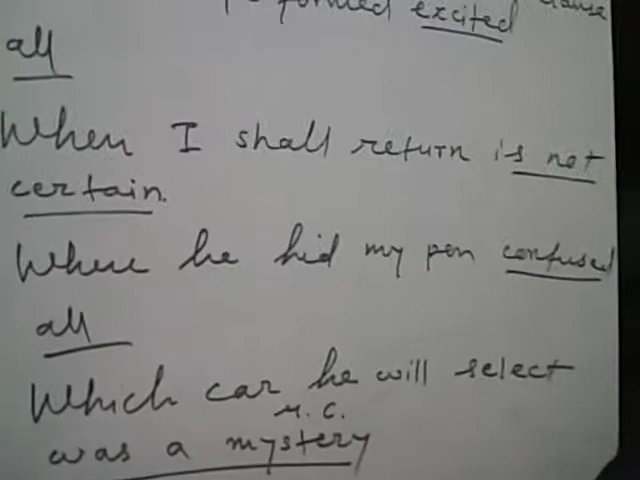 formed excited
all
When I shall return is not
certain.
Where he hid my pen confused
all
Which car he will select
M.C.
was a mystery